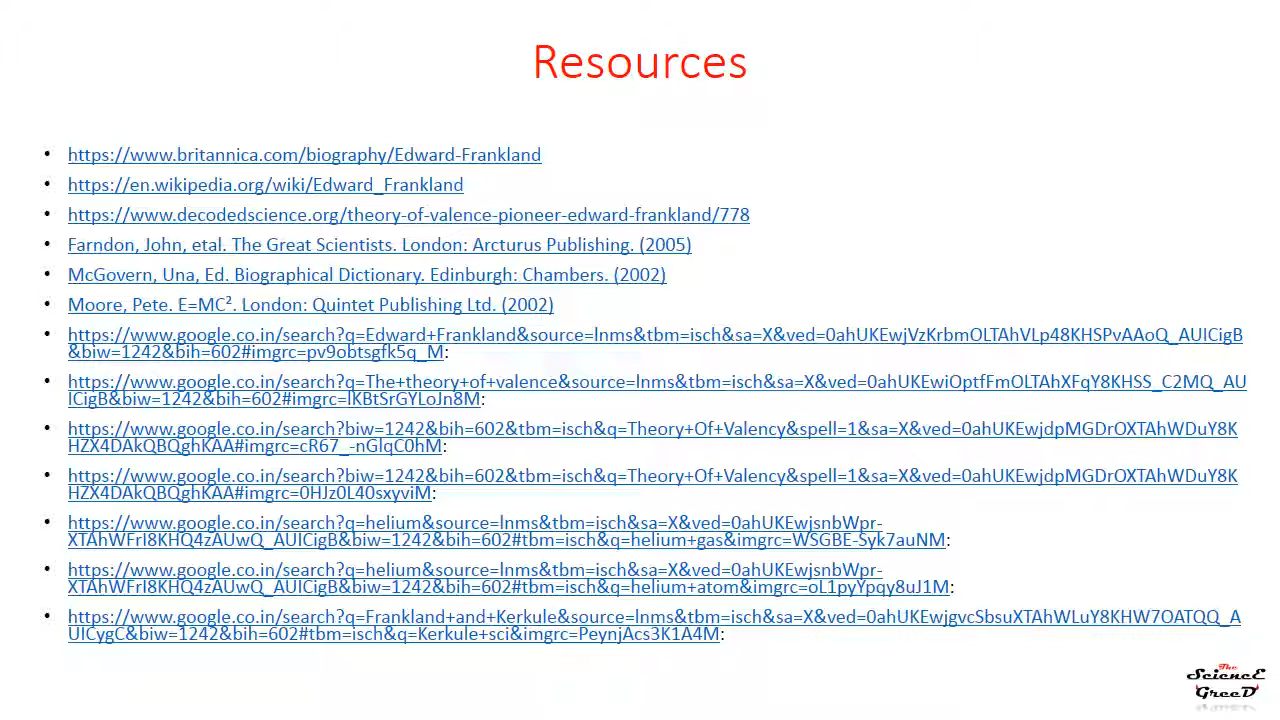 Resources
• https://www.britannica.com/biography/Edward-Frankland
• https://en.wikipedia.org/wiki/Edward_Frankland
• https://www.decodedscience.org/theory-of-valence-pioneer-edward-frankland/778
• Farndon, John, etal. The Great Scientists. London: Arcturus Publishing. (2005)
• McGovern, Una, Ed. Biographical Dictionary. Edinburgh: Chambers. (2002)
• Moore, Pete. E=MC². London: Quintet Publishing Ltd. (2002)
• https://www.google.co.in/search?q=Edward+Frankland&source=lnms&tbm=isch&sa=X&ved=0ahUKEwjVzKrbmOLTAhVLp48KHSPvAAoQ_AUICigB
&biw=1242&bih=602#imgrc=pv9obtsgfk5q_M:
• https://www.google.co.in/search?q=The+theory+of+valence&source=lnms&tbm=isch&sa=X&ved=0ahUKEwiOptfFmOLTAhXFqY8KHSS_C2MQ_AU
ICigB&biw=1242&bih=602#imgrc=lKBtSrGYLoJn8M:
• https://www.google.co.in/search?biw=1242&bih=602&tbm=isch&q=Theory+Of+Valency&spell=1&sa=X&ved=0ahUKEwjdpMGDrOXTAhWDuY8K
HZX4DAkQBQghKAA#imgrc=cR67_-nGlqC0hM:
• https://www.google.co.in/search?biw=1242&bih=602&tbm=isch&q=Theory+Of+Valency&spell=1&sa=X&ved=0ahUKEwjdpMGDrOXTAhWDuY8K
HZX4DAkQBQghKAA#imgrc=0HJz0L40sxyviM:
• https://www.google.co.in/search?q=helium&source=lnms&tbm=isch&sa=X&ved=0ahUKEwjsnbWpr-
XTAhWFrI8KHQ4zAUwQ_AUICigB&biw=1242&bih=602#tbm=isch&q=helium+gas&imgrc=WSGBE-Syk7auNM:
• https://www.google.co.in/search?q=helium&source=lnms&tbm=isch&sa=X&ved=0ahUKEwjsnbWpr-
XTAhWFrI8KHQ4zAUwQ_AUICigB&biw=1242&bih=602#tbm=isch&q=helium+atom&imgrc=oL1pyYpqy8uJ1M:
• https://www.google.co.in/search?q=Frankland+and+Kerkule&source=lnms&tbm=isch&sa=X&ved=0ahUKEwjgvcSbsuXTAhWLuY8KHW7OATQQ_A
UICygC&biw=1242&bih=602#tbm=isch&q=Kerkule+sci&imgrc=PeynjAcs3K1A4M:
The
SciencE
GreeD